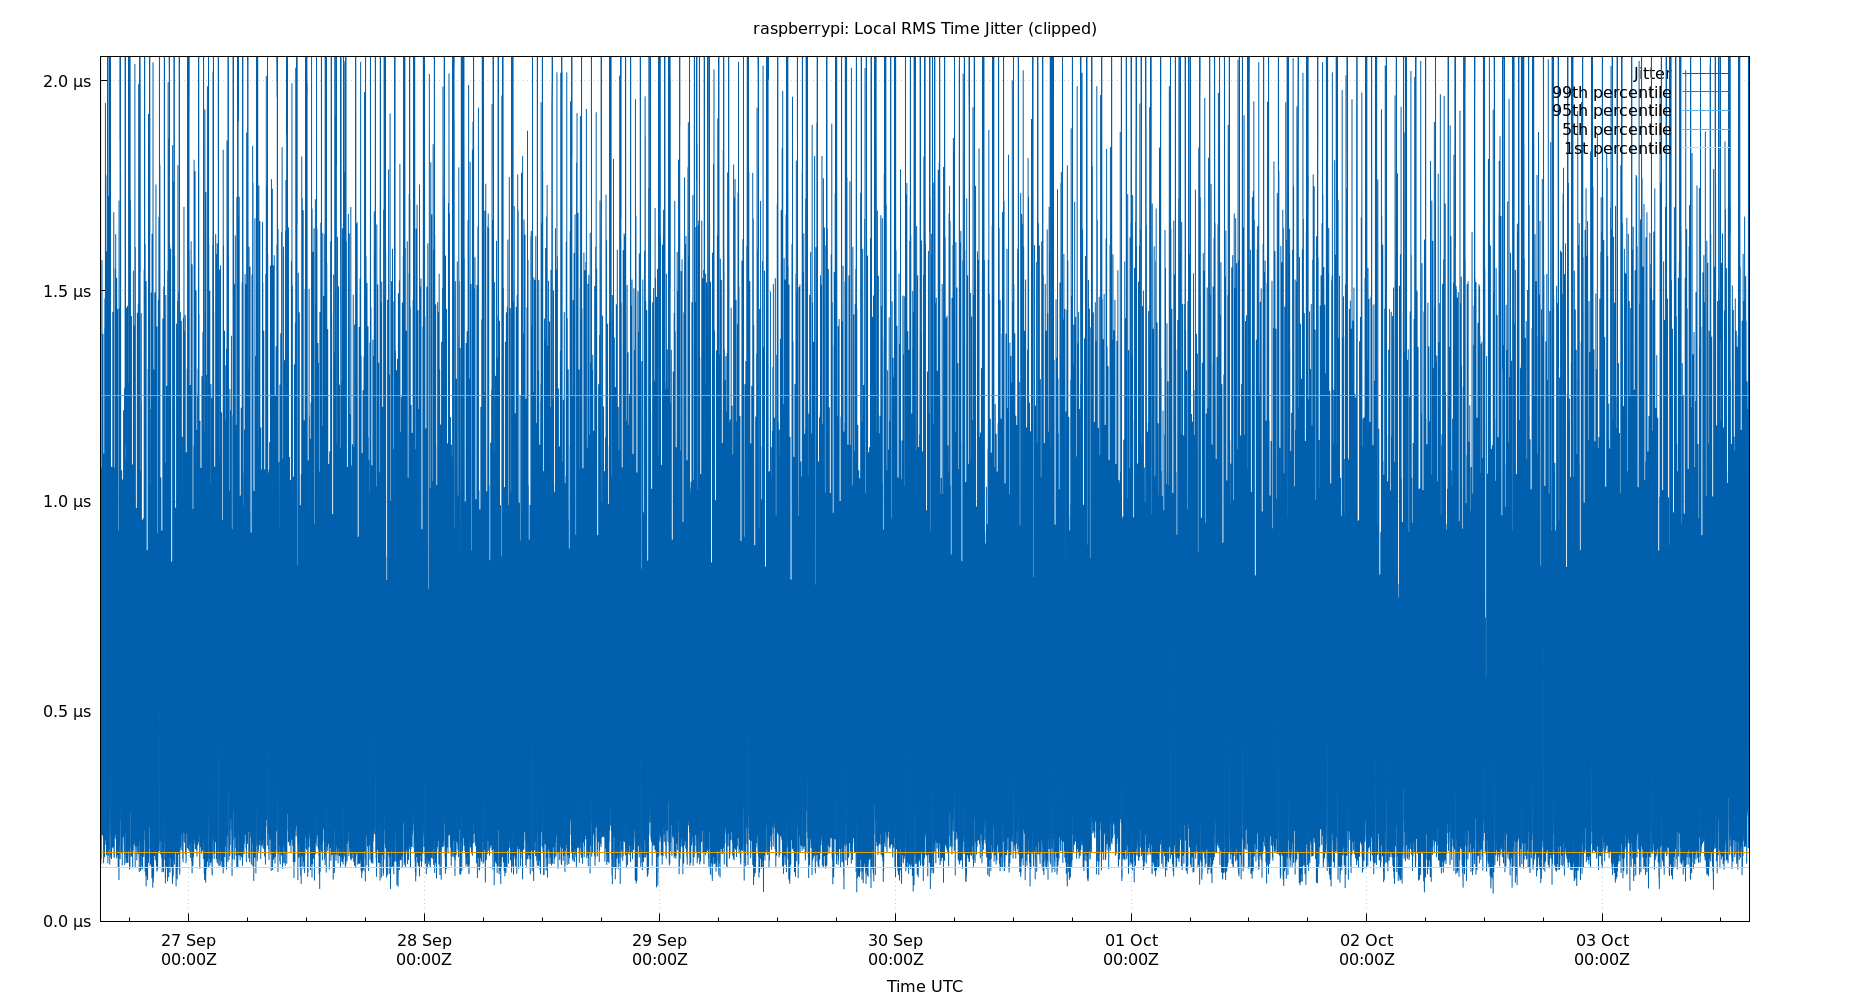 raspberrypi: Local RMS Time Jitter (clipped)
2.0 μs
1.5 μs
1.0 μs
0.5 μs
0.0 μs
Jitter
99th percentile
95th percentile
5th percentile
1st percentile
27 Sep
00:00Z
28 Sep
00:00Z
29 Sep
00:00Z
30 Sep
00:00Z
01 Oct
00:00Z
02 Oct
00:00Z
03 Oct
00:00Z
Time UTC